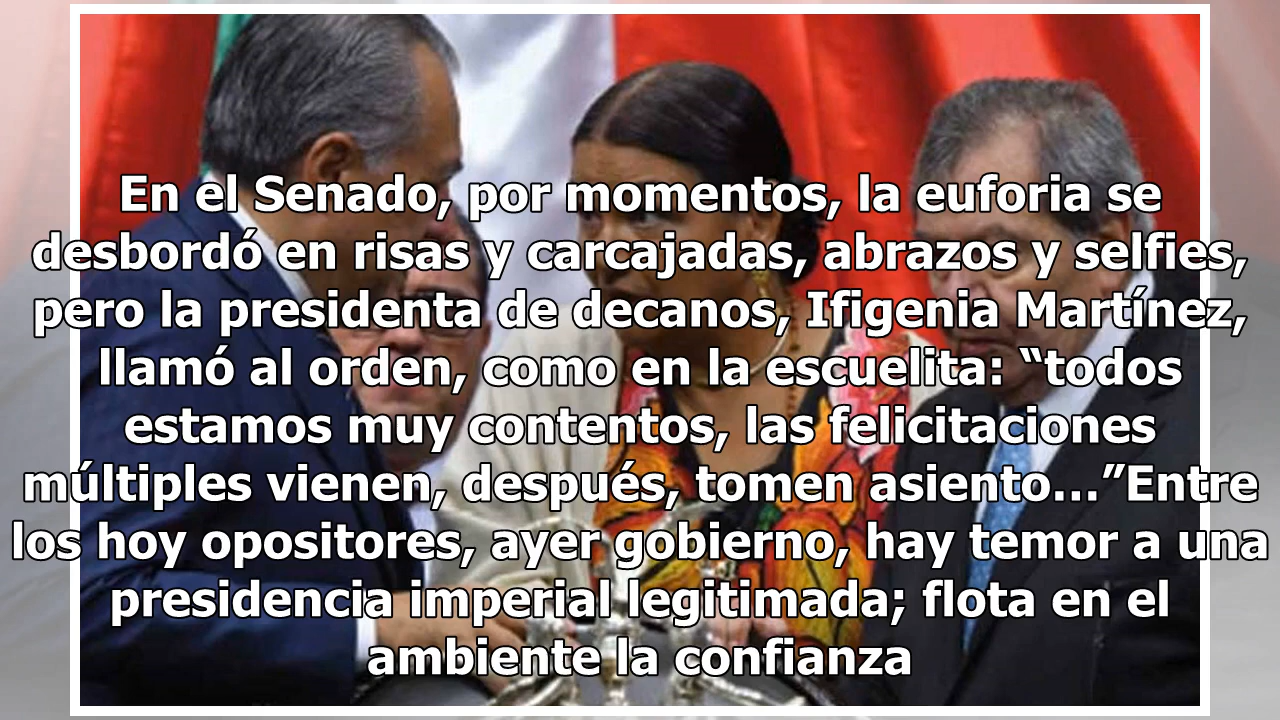 En el Senado, por momentos, la euforia se
desbordó en risas y carcajadas, abrazos y selfies,
pero la presidenta de decanos, Ifigenia Martínez,
llamó al orden, como en la escuelita: “todos
estamos muy contentos, las felicitaciones
múltiples vienen, después, tomen asiento...”Entre
los hoy opositores, ayer gobierno, hay temor a una
presidencia imperial legitimada; flota en el
ambiente la confianza